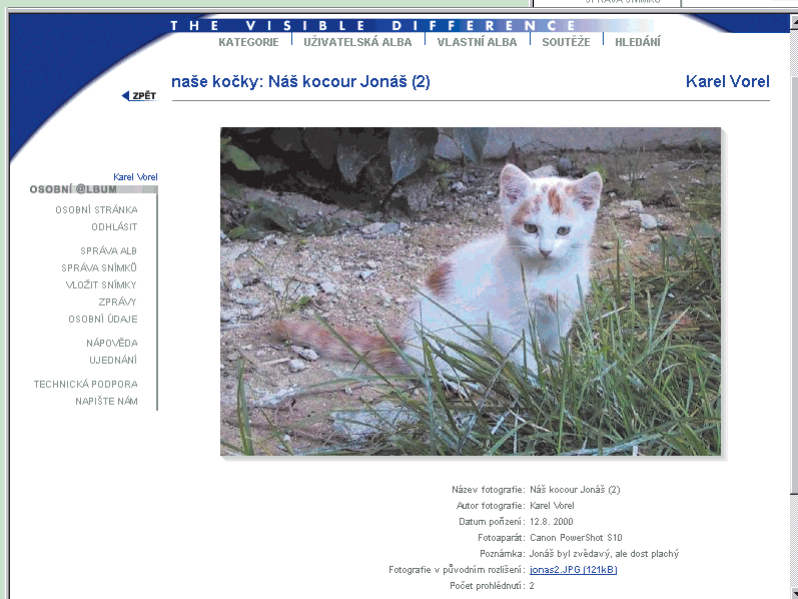 SPRÁVA SNÍMKŮ
THE VISIBLE DIFFERENCE
KATEGORIE
UŽIVATELSKÁ ALBA
VLASTNÍ ALBA
SOUTĚŽE
HLEDÁNÍ
ZPĚT
naše kočky: Náš kocour Jonáš (2)
Karel Vorel
Karel Vorel
OSOBNÍ @LBUM
OSOBNÍ STRÁNKA
ODHLÁSIT
SPRÁVA ALB
SPRÁVA SNÍMKŮ
VLOŽIT SNÍMKY
ZPRÁVY
OSOBNÍ ÚDAJE
NÁPOVĚDA
UJEDNÁNÍ
TECHNICKÁ PODPORA
NAPIŠTE NÁM
Název fotografie: Náš kocour Jonáš (2)
Autor fotografie: Karel Vorel
Datum pořízení: 12.8. 2000
Fotoaparát: Canon PowerShot S10
Poznámka: Jonáš byl zvědavý, ale dost plachý
Fotografie v původním rozlišení: jonas2.JPG (121kB)
Počet prohlédnutí: 2